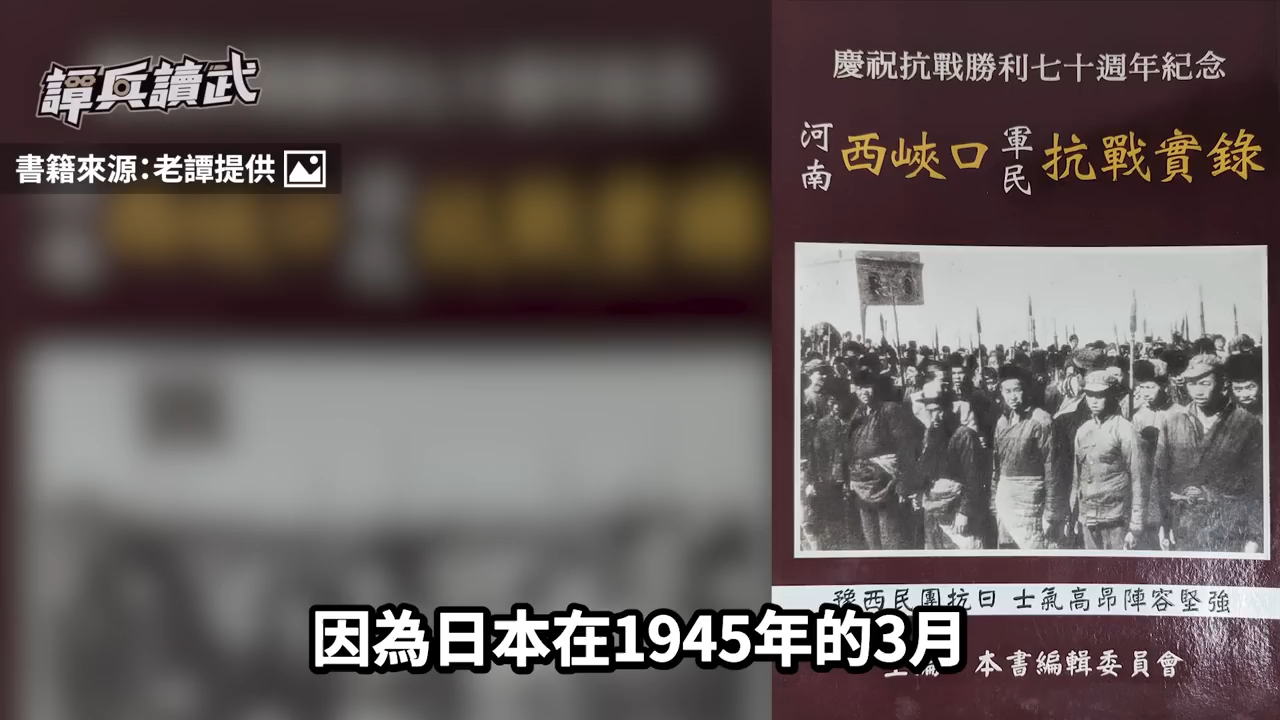 譚兵讀武
書籍來源：老譚提供
慶祝抗戰勝利七十週年紀念
河南西峽口軍民抗戰實錄
豫西民團抗日 士氣高昂陣容堅強
本書編輯委員會
因為日本在1945年的3月